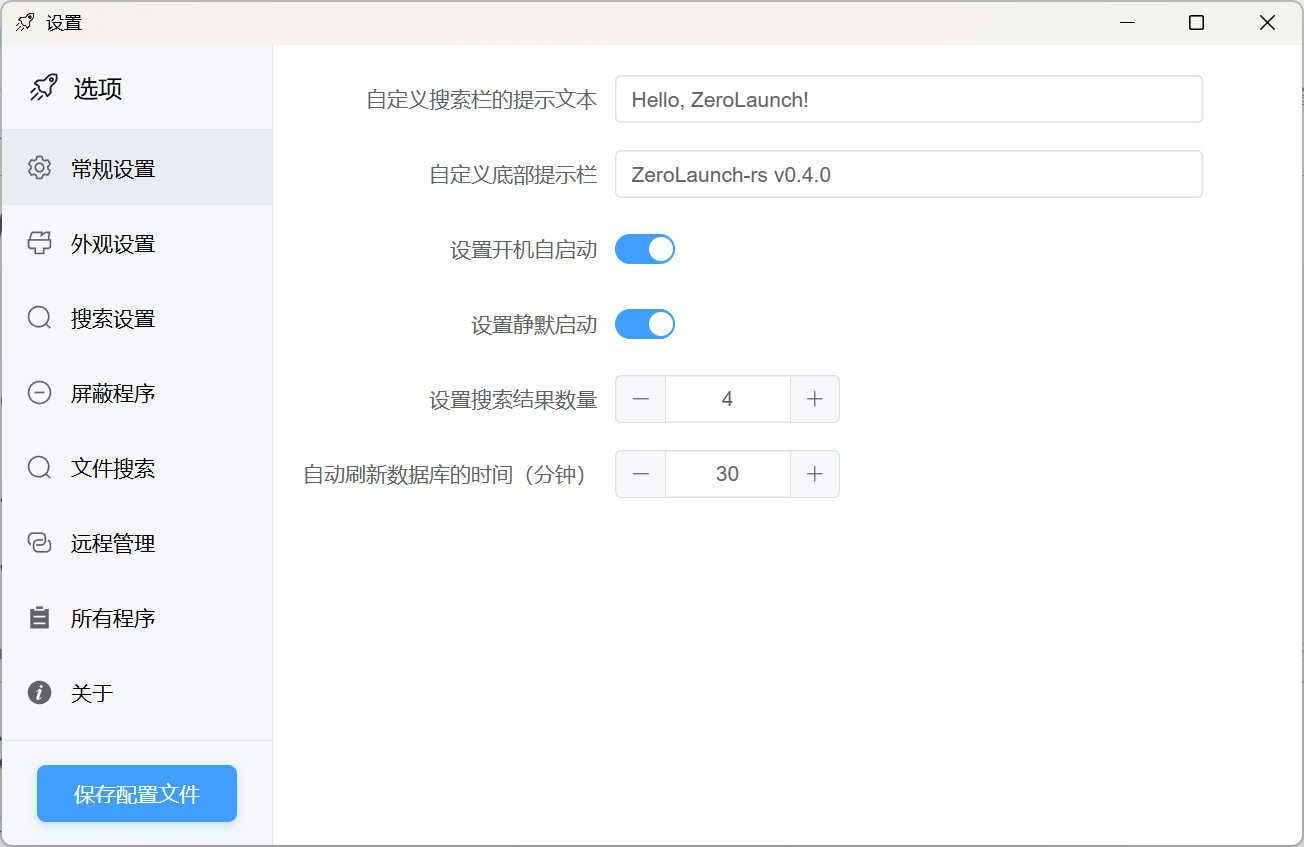 设置
选项
常规设置
外观设置
搜索设置
屏蔽程序
文件搜索
远程管理
所有程序
关于
保存配置文件
自定义搜索栏的提示文本 Hello, ZeroLaunch!
自定义底部提示栏 ZeroLaunch-rs v0.4.0
设置开机自启动
设置静默启动
设置搜索结果数量 4
自动刷新数据库的时间（分钟） 30